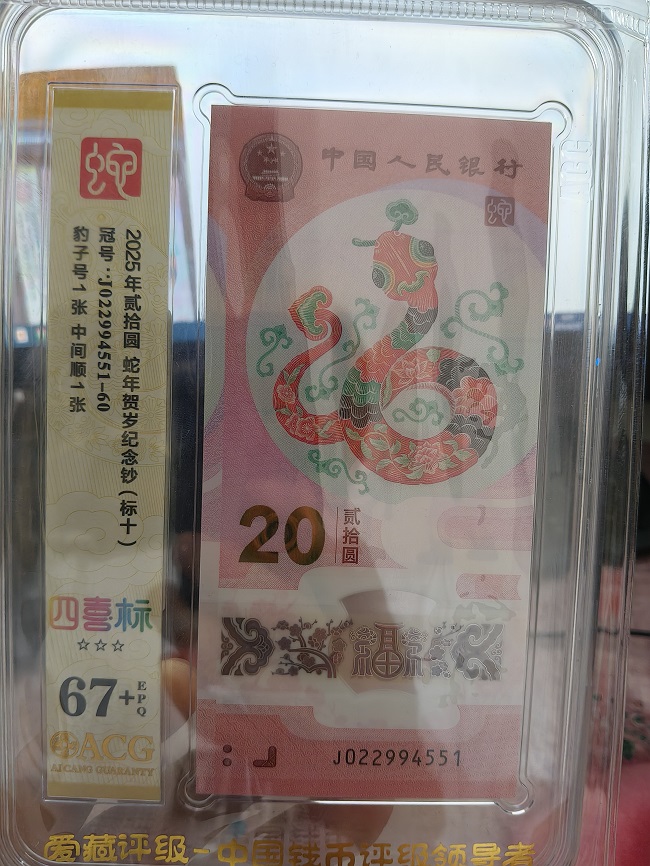 蛇
2025年贰拾圆 蛇年贺岁纪念钞(标十)
冠号:J022994551-60
豹子号1张 中间顺1张
四喜标
☆☆☆
67+
EPQ
ACG
AICANG GUARANTY
中国人民银行
蛇
20
贰拾圆
福
J022994551
爱藏评级-中国钱币评级领导者